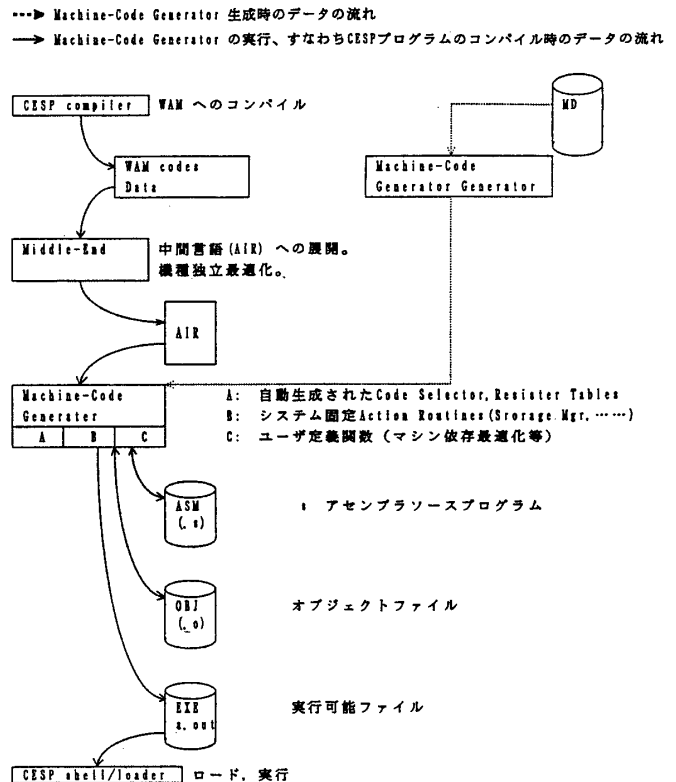 Machine-Code Generator 生成時のデータの流れ
Machine-Code Generator の実行、すなわちCESPプログラムのコンパイル時のデータの流れ
CESP compiler
WAM へのコンパイル
MD
WAM codes
Data
Machine-Code
Generator Generator
Middle-End
中間言語(AIR) への展開。
機種独立最適化。
AIR
Machine-Code
Generater
A B C
A: 自動生成されたCode Selector,Resister Tables
B: システム固定Action Routines(Srorage Mgr, ……)
C: ユーザ定義関数(マシン依存最適化等)
ASM
(.s)
アセンブラソースプログラム
OBJ
(.o)
オブジェクトファイル
EXE
a.out
実行可能ファイル
CESP shell/loader
ロード, 実行